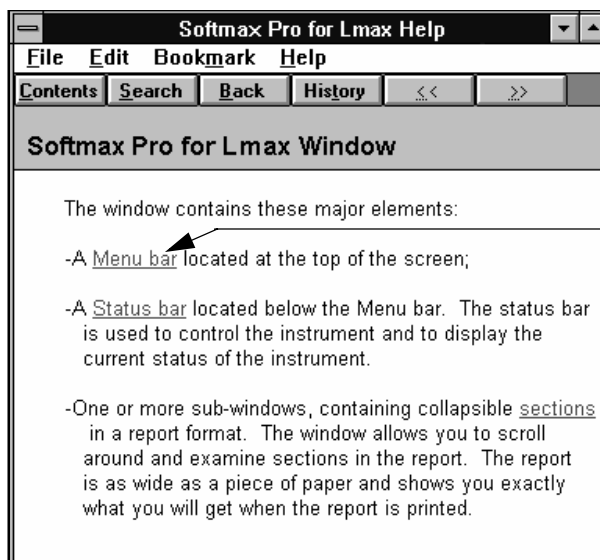 Softmax Pro for Lmax Help
File Edit Bookmark Help
Contents Search Back History << >>
Softmax Pro for Lmax Window
The window contains these major elements:
-A Menu bar located at the top of the screen;
-A Status bar located below the Menu bar. The status bar
is used to control the instrument and to display the
current status of the instrument.
-One or more sub-windows, containing collapsible sections
in a report format. The window allows you to scroll
around and examine sections in the report. The report
is as wide as a piece of paper and shows you exactly
what you will get when the report is printed.